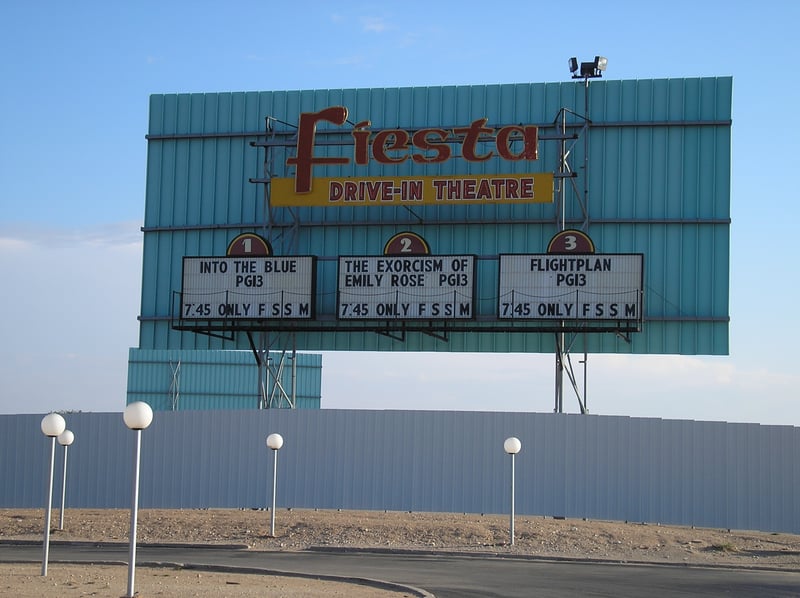 Fiesta
DRIVE-IN THEATRE
1
INTO THE BLUE
PG13
7:45 ONLY F S S M
2
THE EXORCISM OF
EMILY ROSE PG13
7:45 ONLY F S S M
3
FLIGHTPLAN
PG13
7:45 ONLY F S S M